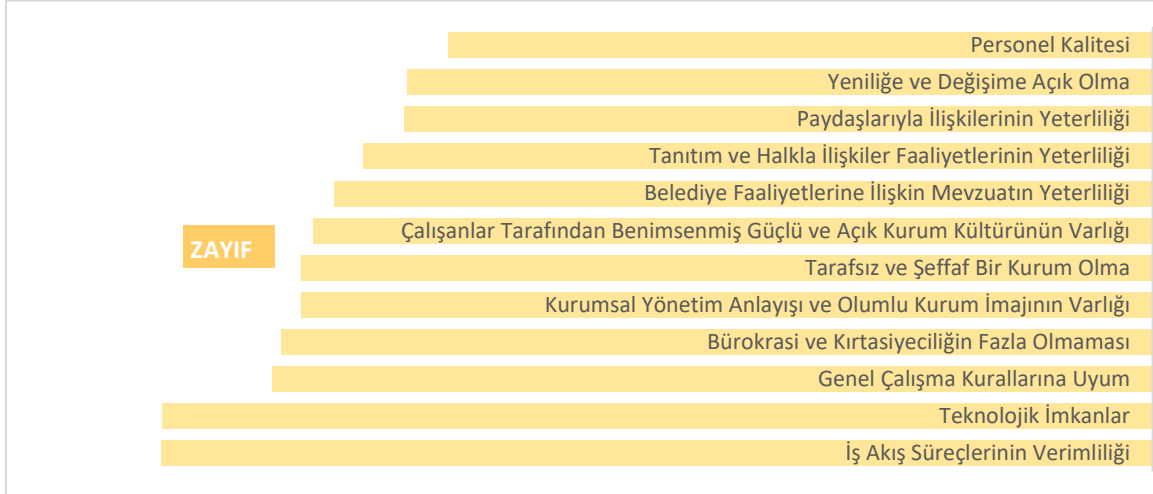 Personel Kalitesi
Yeniliğe ve Değişime Açık Olma
Paydaşlarıyla İlişkilerinin Yeterliliği
Tanıtım ve Halkla İlişkiler Faaliyetlerinin Yeterliliği
Belediye Faaliyetlerine İlişkin Mevzuatın Yeterliliği
Çalışanlar Tarafından Benimsenmiş Güçlü ve Açık Kurum Kültürünün Varlığı
ZAYIF
Tarafsız ve Şeffaf Bir Kurum Olma
Kurumsal Yönetim Anlayışı ve Olumlu Kurum İmajının Varlığı
Bürokrasi ve Kırtasiyeciliğin Fazla Olmaması
Genel Çalışma Kurallarına Uyum
Teknolojik İmkanlar
İş Akış Süreçlerinin Verimliliği